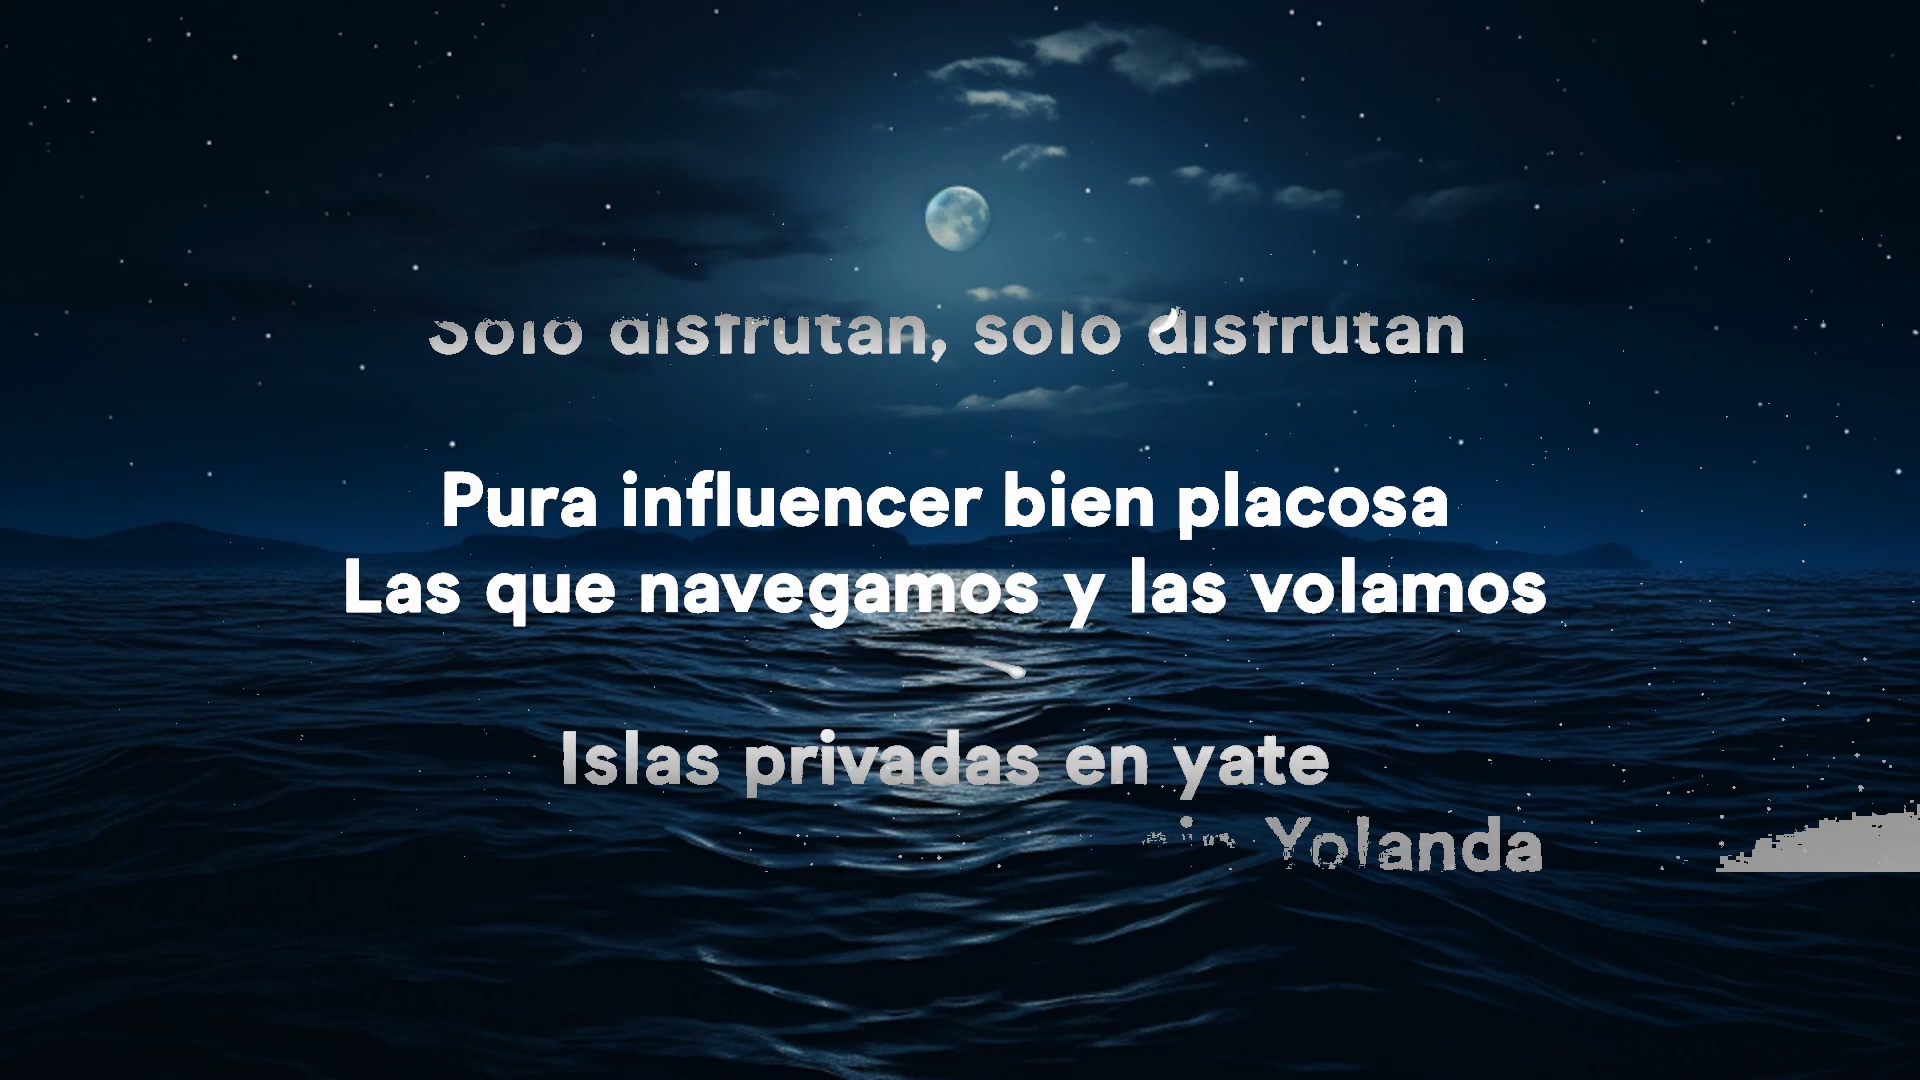 Solo disfrutan, solo disfrutan
Pura influencer bien placosa
Las que navegamos y las volamos
Islas privadas en yate
Yolanda